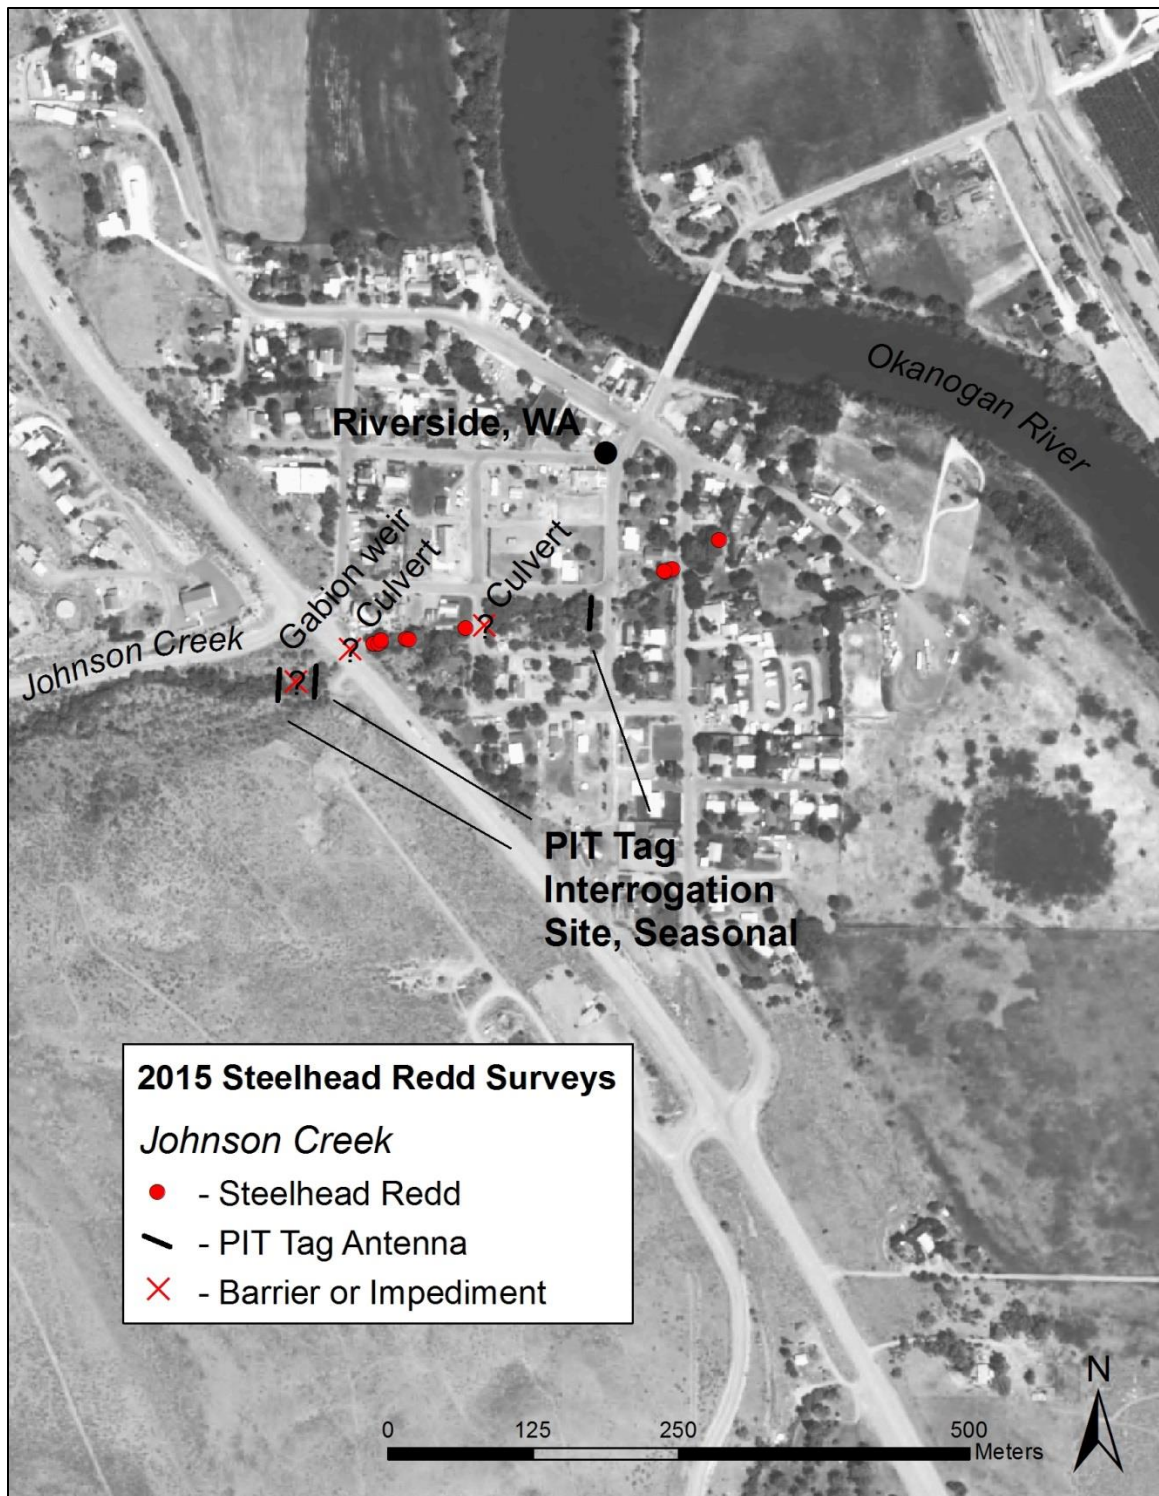 Okanogan River
Riverside, WA
Gabion weir
? Culvert
? Culvert
Johnson Creek
?
PIT Tag
Interrogation
Site, Seasonal
2015 Steelhead Redd Surveys
Johnson Creek
- Steelhead Redd
- PIT Tag Antenna
- Barrier or Impediment
N
0 125 250 500
Meters